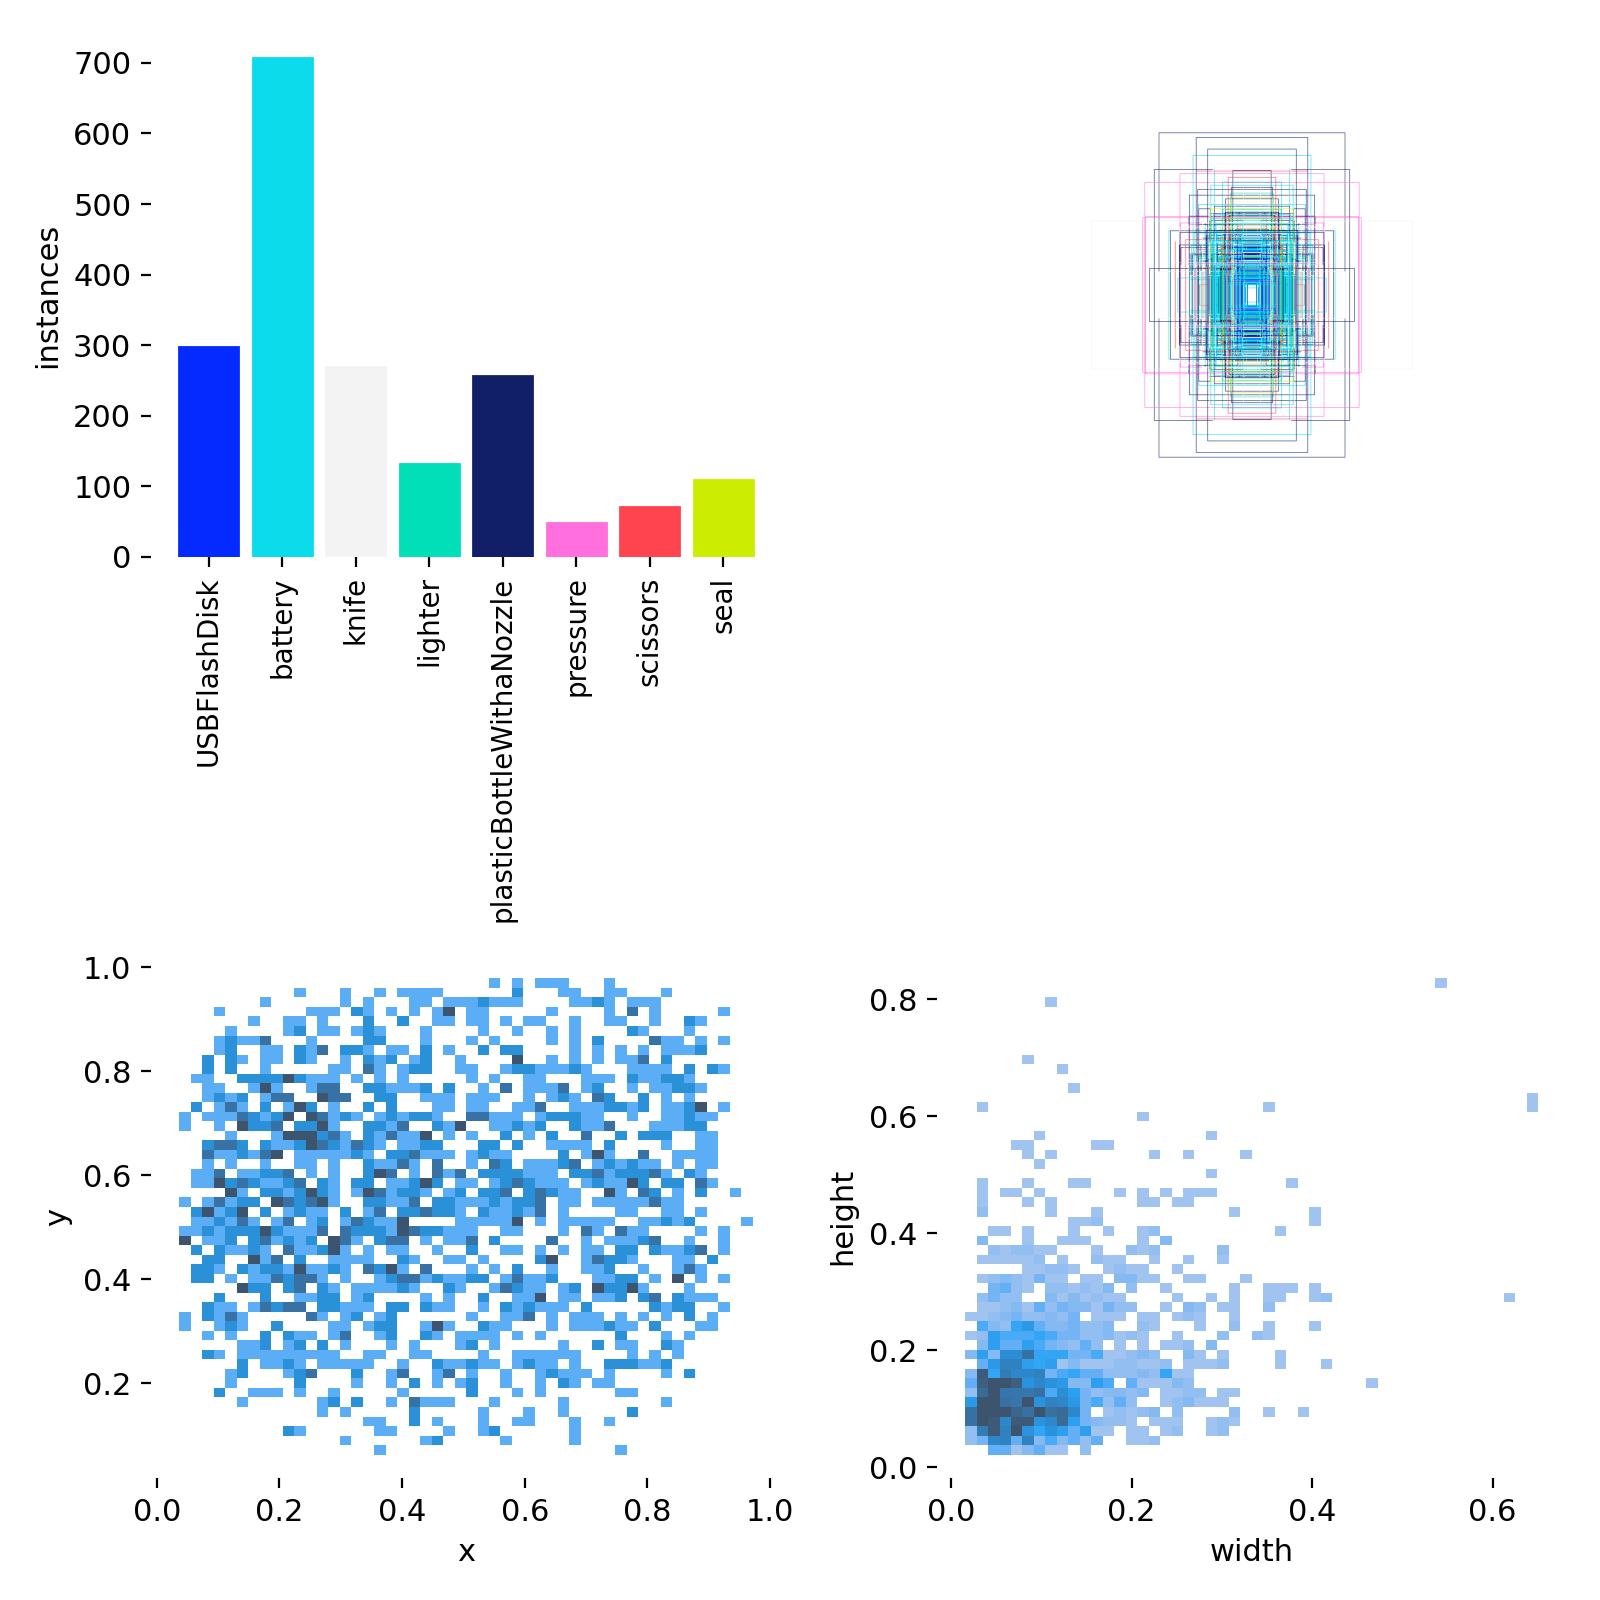 700
600
500
400
300
200
100
0
instances
USBFlashDisk
battery
knife
lighter
plasticBottleWithaNozzle
pressure
scissors
seal
1.0
0.8
0.6
0.4
0.2
y
0.0 0.2 0.4 0.6 0.8 1.0
x
0.8
0.6
0.4
0.2
0.0
height
0.0 0.2 0.4 0.6
width